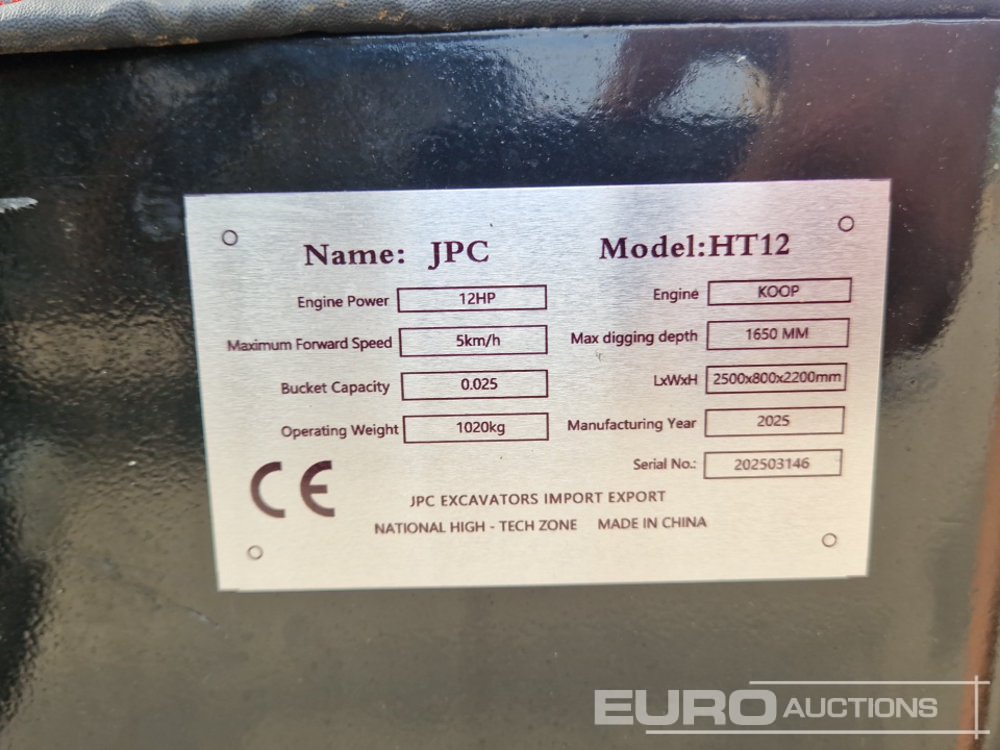 Name: JPC Model:HT12
Engine Power 12HP Engine KOOP
Maximum Forward Speed 5km/h Max digging depth 1650 MM
Bucket Capacity 0.025 LxWxH 2500x800x2200mm
Operating Weight 1020kg Manufacturing Year 2025
Serial No.: 202503146
CE
JPC EXCAVATORS IMPORT EXPORT
NATIONAL HIGH - TECH ZONE MADE IN CHINA
EURO AUCTIONS